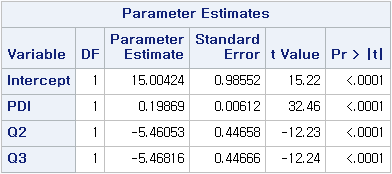 Parameter Estimates
Variable DF Parameter Estimate Standard Error t Value Pr > |t|
Intercept 1 15.00424 0.98552 15.22 <.0001
PDI 1 0.19869 0.00612 32.46 <.0001
Q2 1 -5.46053 0.44658 -12.23 <.0001
Q3 1 -5.46816 0.44666 -12.24 <.0001